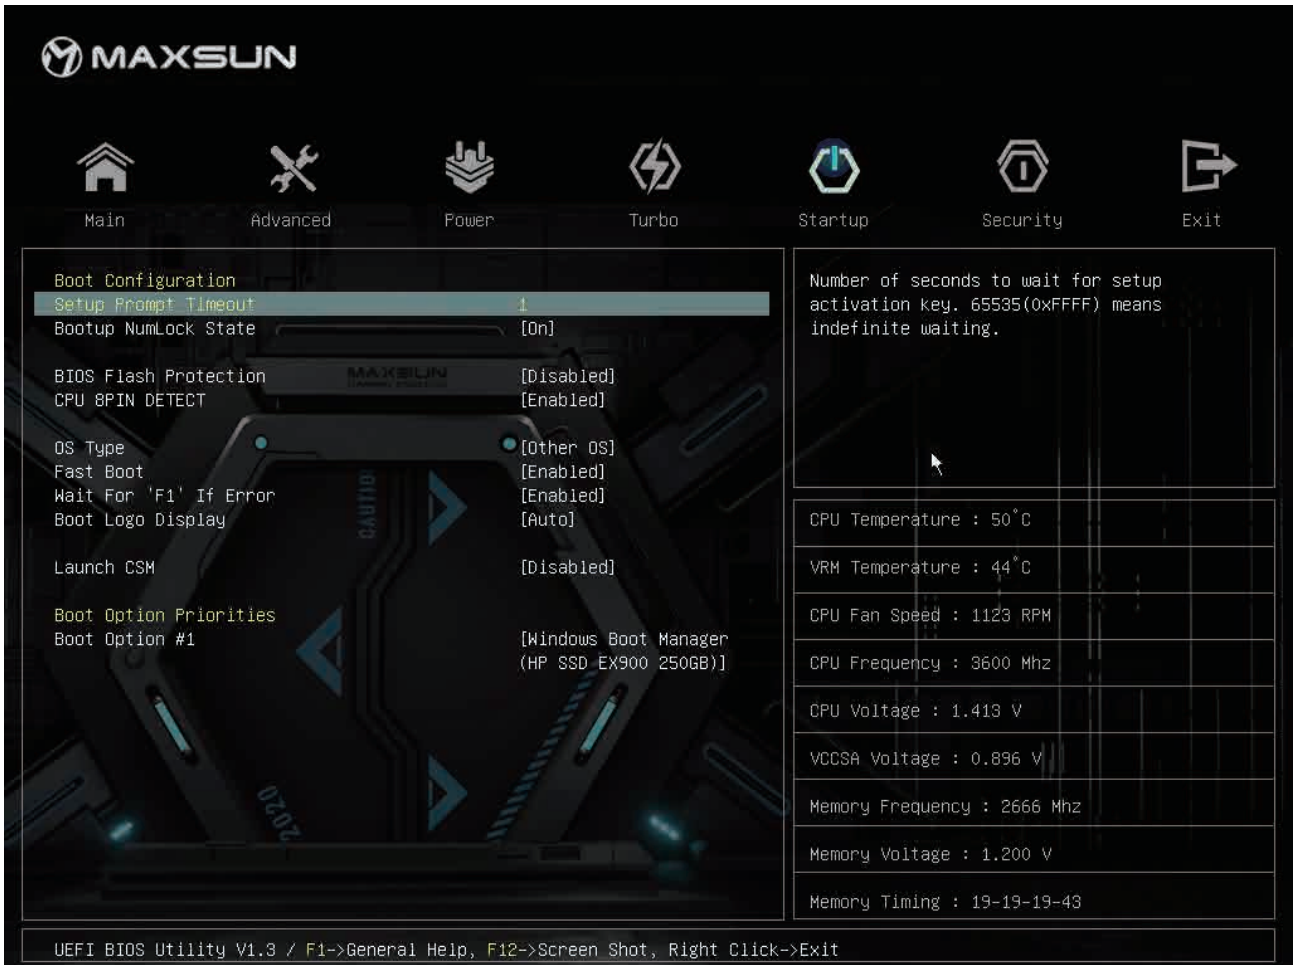 MAXSUN
Main Advanced Power Turbo Startup Security Exit
Boot Configuration
Setup Prompt Timeout 1
Bootup NumLock State [On]
BIOS Flash Protection [Disabled]
CPU 8PIN DETECT [Enabled]
OS Type [Other OS]
Fast Boot [Enabled]
Wait For 'F1' If Error [Enabled]
Boot Logo Display [Auto]
Launch CSM [Disabled]
Boot Option Priorities
Boot Option #1 [Windows Boot Manager
(HP SSD EX900 250GB)]
MAXSUN
CAUTION
2020
Number of seconds to wait for setup
activation key. 65535(0xFFFF) means
indefinite waiting.
CPU Temperature : 50°C
VRM Temperature : 44°C
CPU Fan Speed : 1123 RPM
CPU Frequency : 3600 Mhz
CPU Voltage : 1.413 V
VCCSA Voltage : 0.896 V
Memory Frequency : 2666 Mhz
Memory Voltage : 1.200 V
Memory Timing : 19-19-19-43
UEFI BIOS Utility V1.3 / F1->General Help, F12->Screen Shot, Right Click->Exit